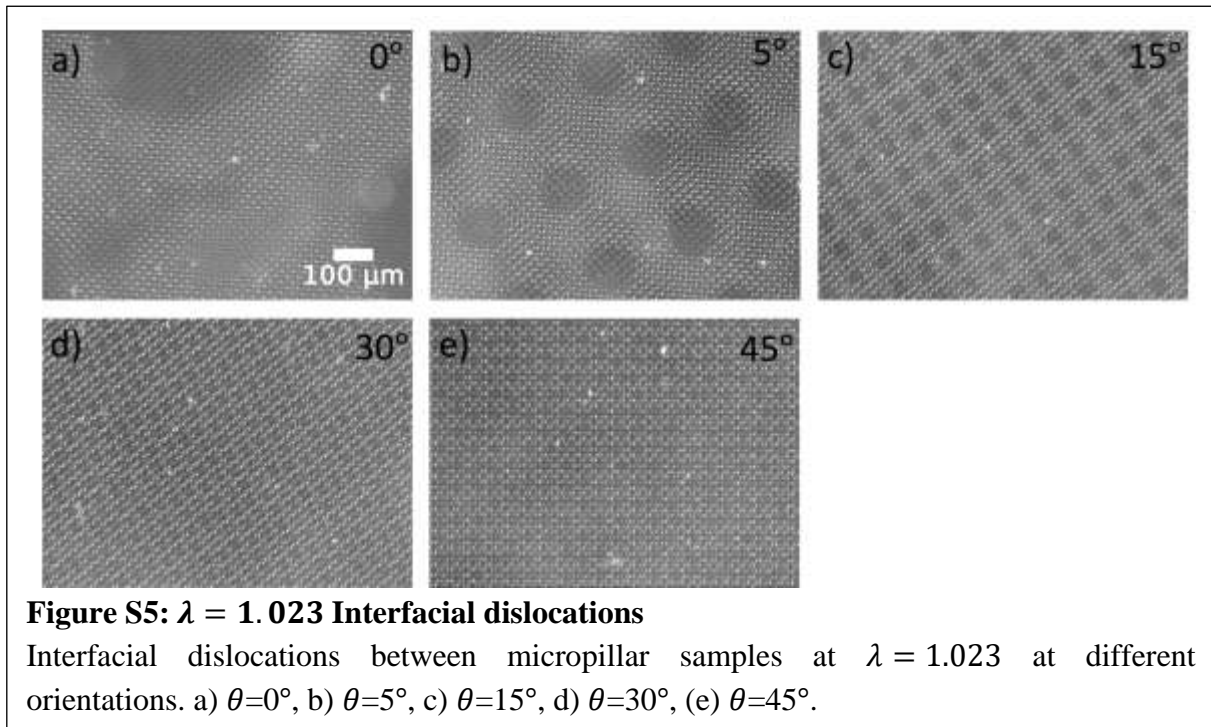 a) 0° b) 5° c) 15°
100 µm
d) 30° e) 45°
Figure S5: 𝝀 = 𝟏. 𝟎𝟐𝟑 Interfacial dislocations
Interfacial dislocations between micropillar samples at 𝜆 = 1.023 at different
orientations. a) 𝜃=0°, b) 𝜃=5°, c) 𝜃=15°, d) 𝜃=30°, (e) 𝜃=45°.